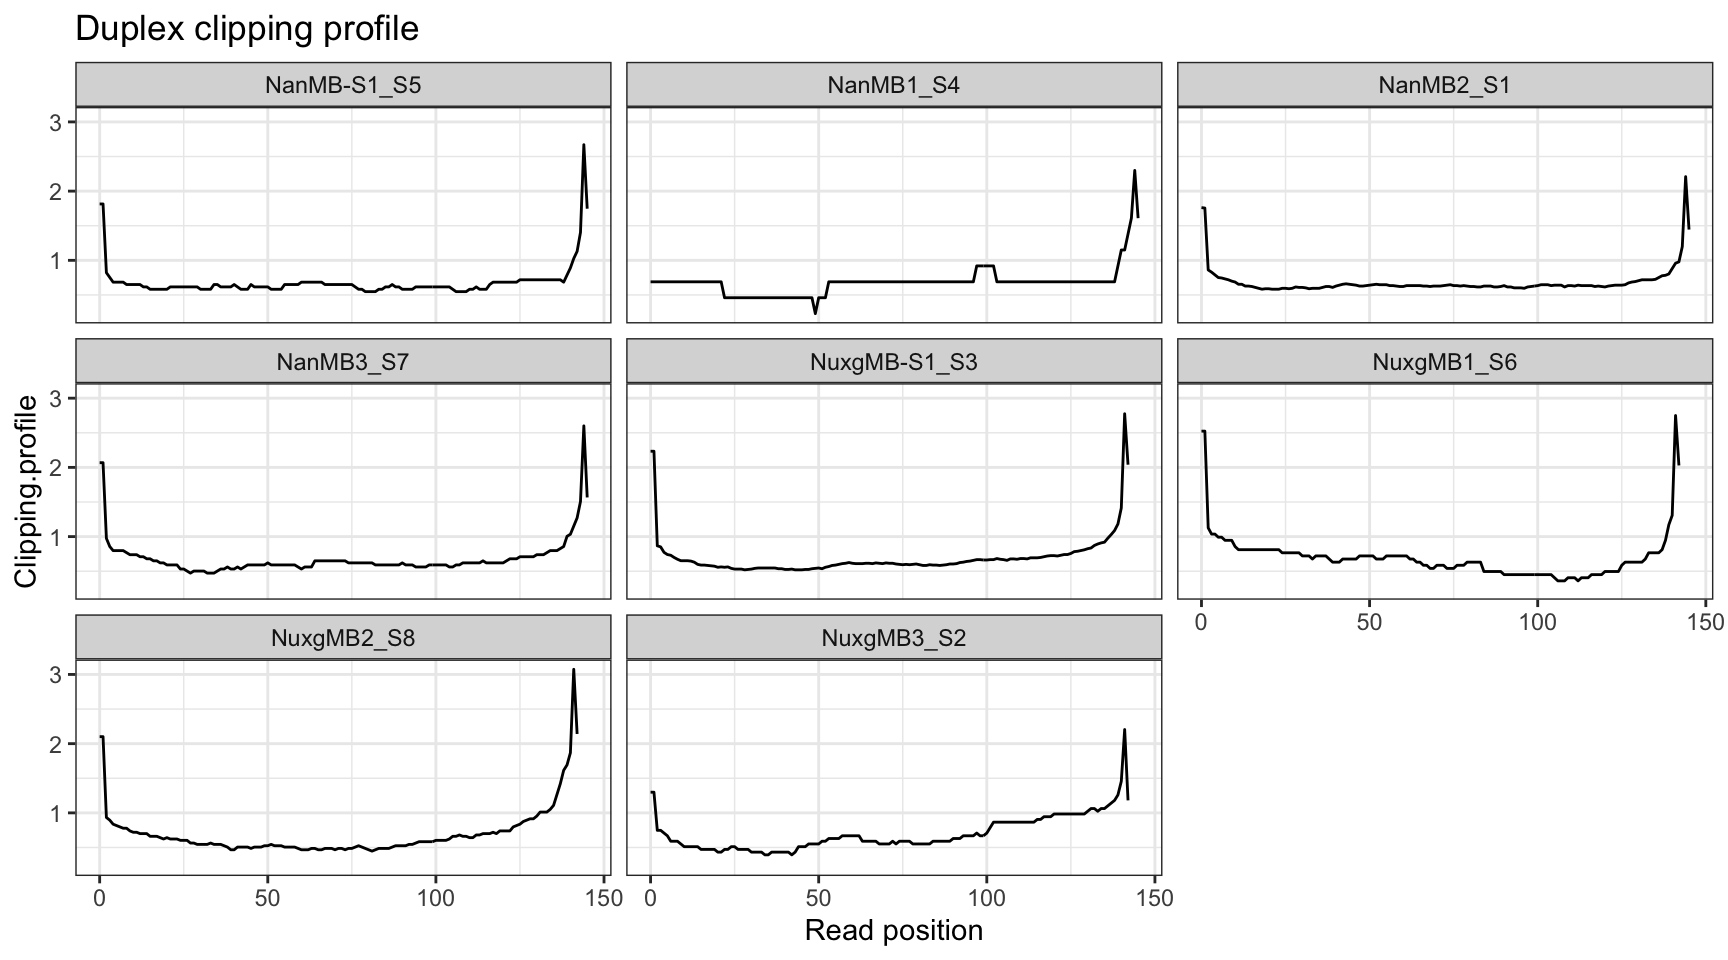 Duplex clipping profile
NanMB-S1_S5
NanMB1_S4
NanMB2_S1
3
2
1
NanMB3_S7
NuxgMB-S1_S3
NuxgMB1_S6
3
2
1
0 50 100 150
NuxgMB2_S8
NuxgMB3_S2
3
2
1
0 50 100 150
0 50 100 150
Clipping.profile
Read position